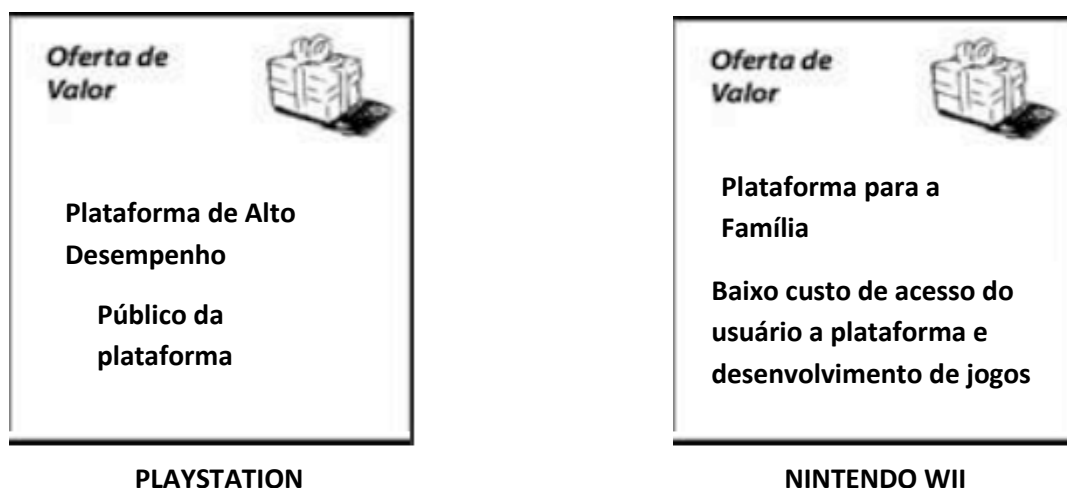 Oferta de
Valor
Plataforma de Alto
Desempenho
Público da
plataforma
PLAYSTATION
Oferta de
Valor
Plataforma para a
Família
Baixo custo de acesso do
usuário a plataforma e
desenvolvimento de jogos
NINTENDO WII